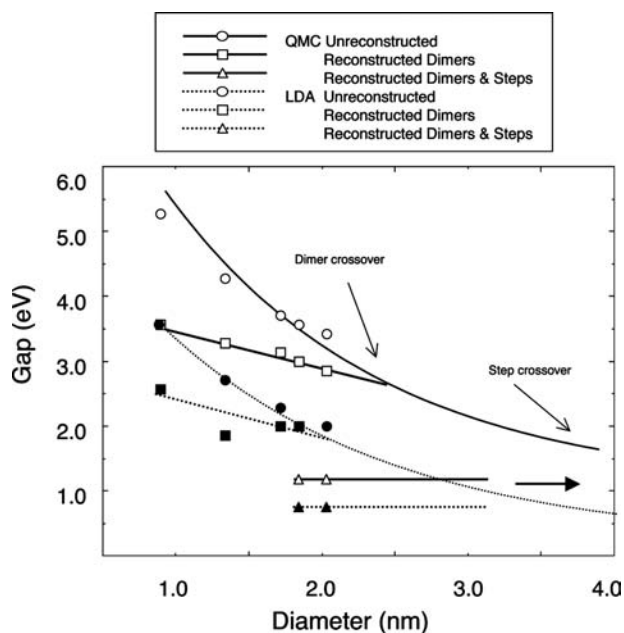 QMC Unreconstructed
Reconstructed Dimers
Reconstructed Dimers & Steps
LDA Unreconstructed
Reconstructed Dimers
Reconstructed Dimers & Steps
6.0
5.0
4.0
3.0
2.0
1.0
Gap (eV)
Dimer crossover
Step crossover
1.0 2.0 3.0 4.0
Diameter (nm)